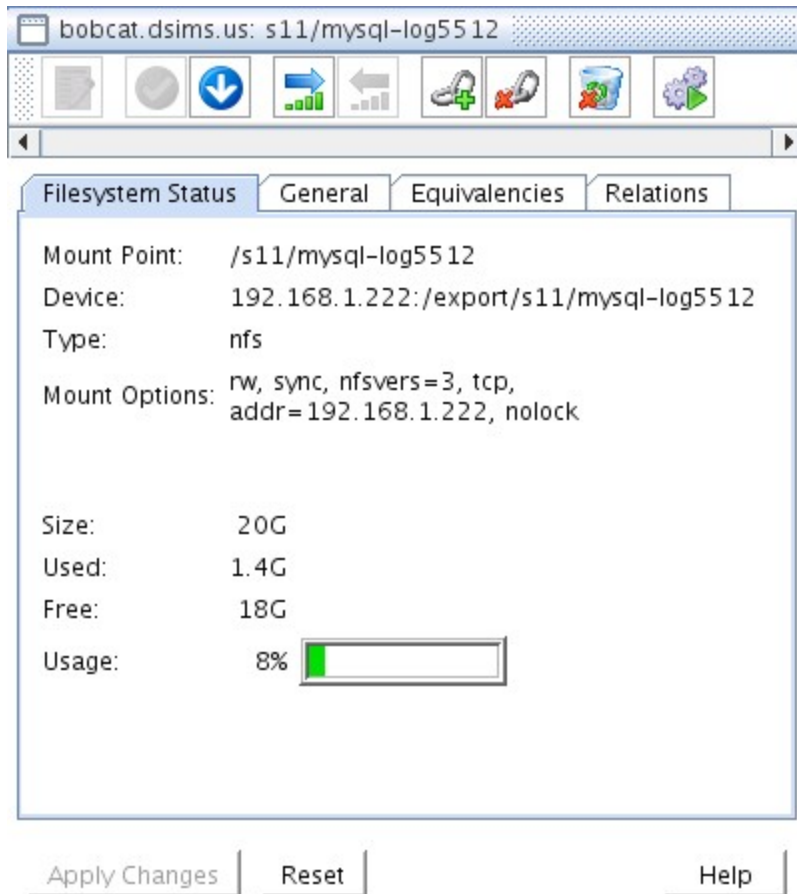 bobcat.dsims.us: s11/mysql-log5512
Filesystem Status General Equivalencies Relations
Mount Point: /s11/mysql-log5512
Device: 192.168.1.222:/export/s11/mysql-log5512
Type: nfs
Mount Options: rw, sync, nfsvers=3, tcp,
addr=192.168.1.222, nolock
Size: 20G
Used: 1.4G
Free: 18G
Usage: 8%
Apply Changes Reset Help